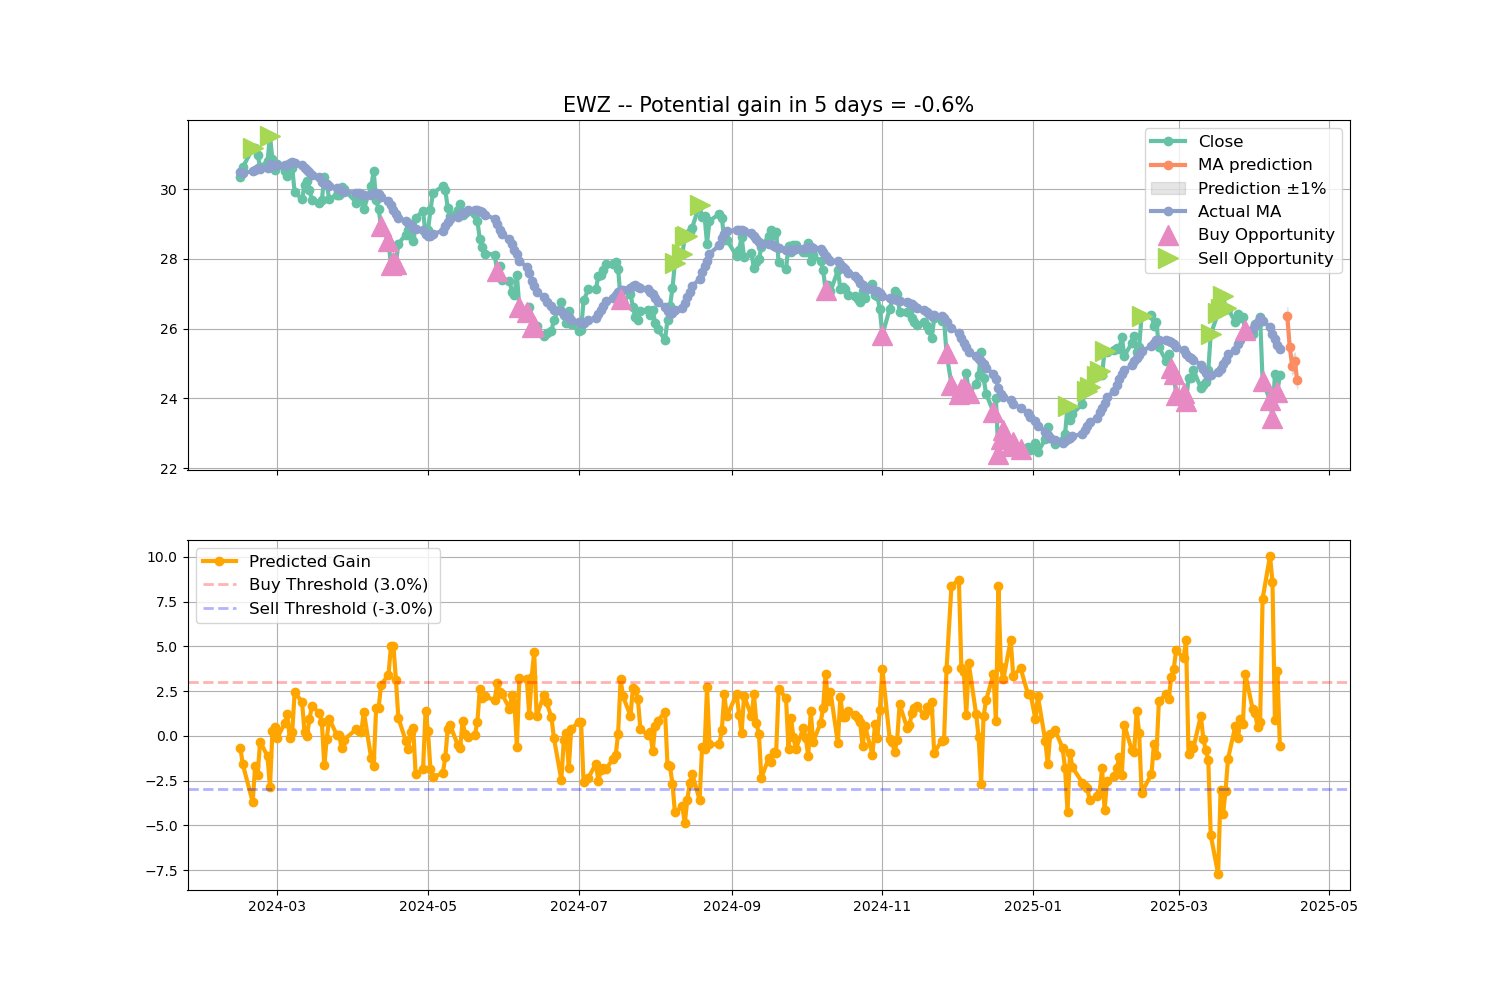 EWZ -- Potential gain in 5 days = -0.6%
Close
MA prediction
Prediction ±1%
Actual MA
Buy Opportunity
Sell Opportunity
30
28
26
24
22
Predicted Gain
Buy Threshold (3.0%)
Sell Threshold (-3.0%)
10.0
7.5
5.0
2.5
0.0
−2.5
−5.0
−7.5
2024-03
2024-05
2024-07
2024-09
2024-11
2025-01
2025-03
2025-05